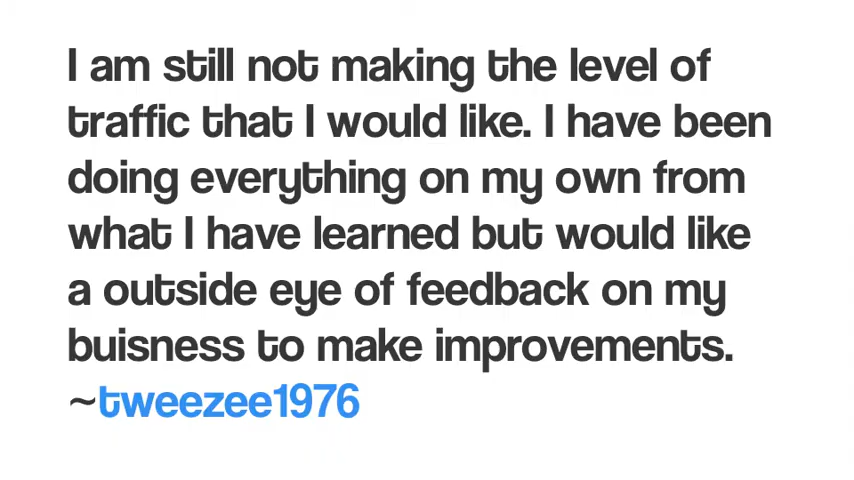 I am still not making the level of
traffic that I would like. I have been
doing everything on my own from
what I have learned but would like
a outside eye of feedback on my
buisness to make improvements.
~tweezee1976